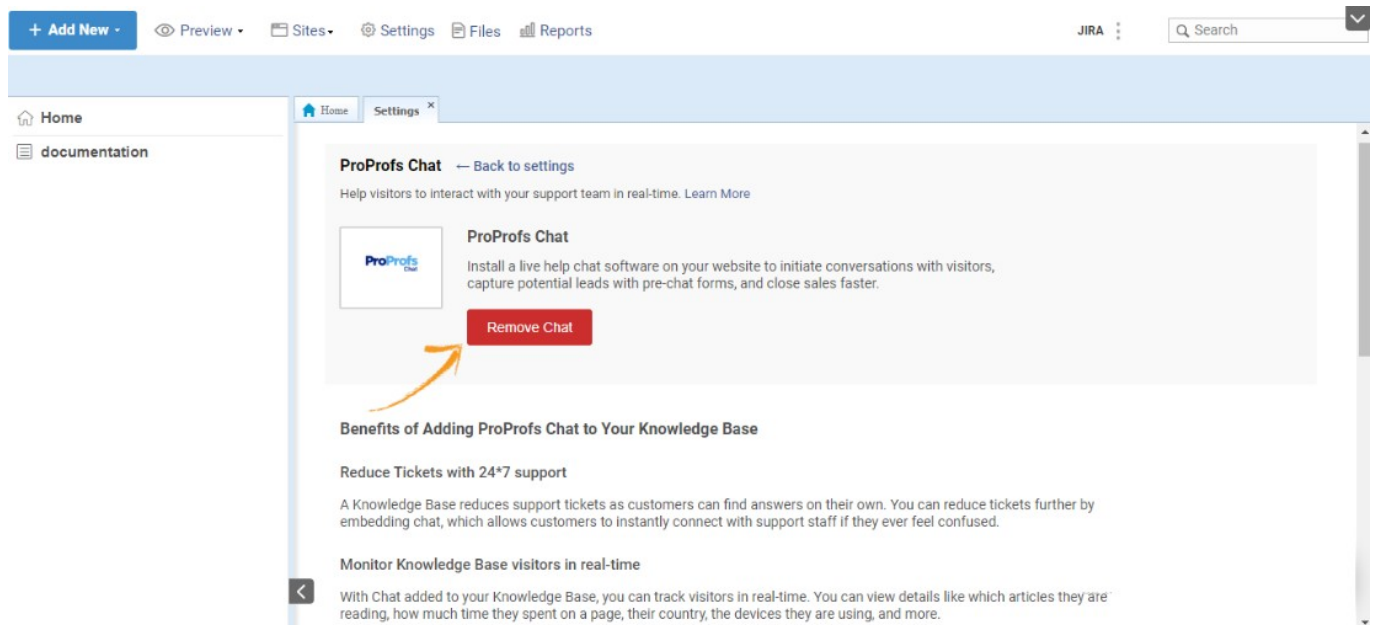 + Add New Preview Sites Settings Files Reports JIRA Search
Home
documentation
Home Settings ×
ProProfs Chat ← Back to settings
Help visitors to interact with your support team in real-time. Learn More
ProProfs
Chat
ProProfs Chat
Install a live help chat software on your website to initiate conversations with visitors,
capture potential leads with pre-chat forms, and close sales faster.
Remove Chat
Benefits of Adding ProProfs Chat to Your Knowledge Base
Reduce Tickets with 24*7 support
A Knowledge Base reduces support tickets as customers can find answers on their own. You can reduce tickets further by
embedding chat, which allows customers to instantly connect with support staff if they ever feel confused.
Monitor Knowledge Base visitors in real-time
With Chat added to your Knowledge Base, you can track visitors in real-time. You can view details like which articles they are
reading, how much time they spent on a page, their country, the devices they are using, and more.